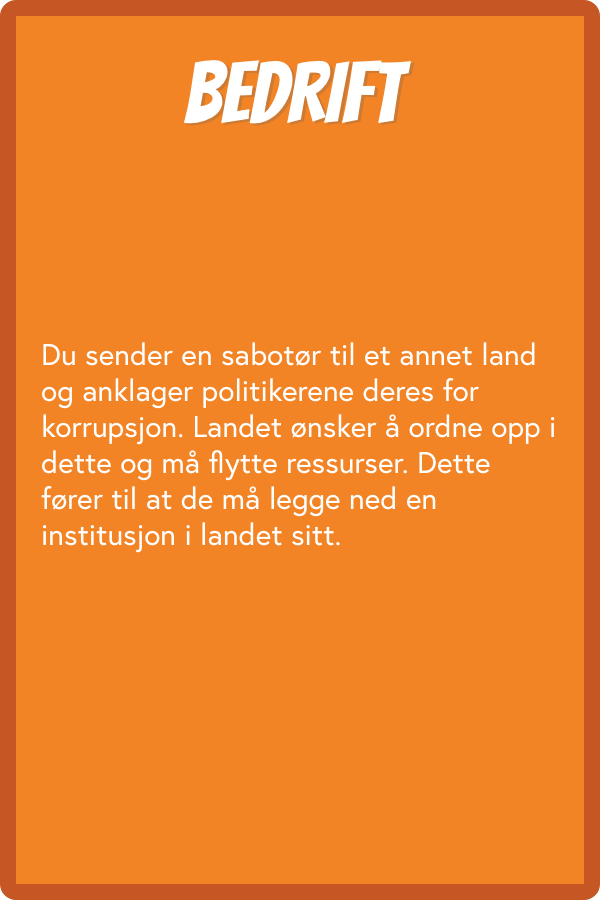 BEDRIFT
Du sender en sabotør til et annet land
og anklager politikerene deres for
korrupsjon. Landet ønsker å ordne opp i
dette og må flytte ressurser. Dette
fører til at de må legge ned en
institusjon i landet sitt.